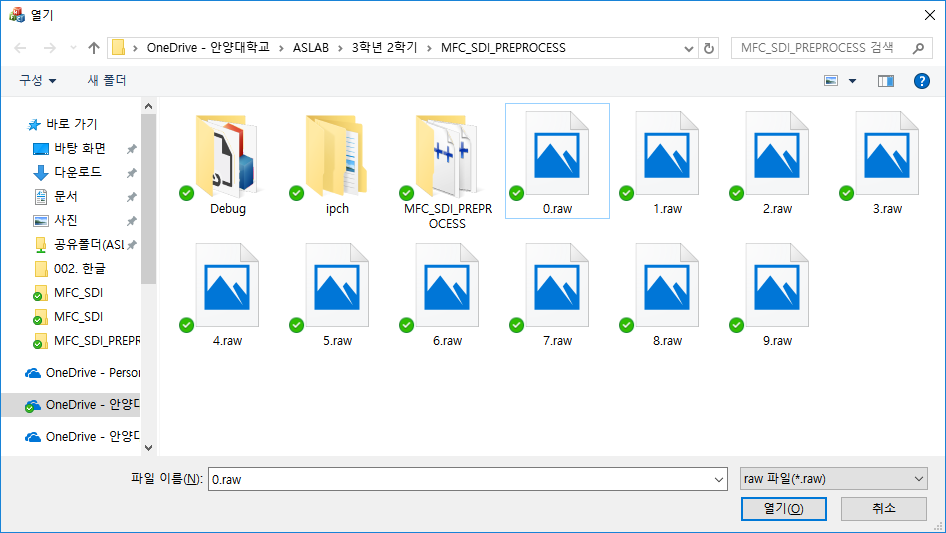 열기
OneDrive - 안양대학교 > ASLAB > 3학년 2학기 > MFC_SDI_PREPROCESS
MFC_SDI_PREPROCESS 검색
구성
새 폴더
바로 가기
바탕 화면
다운로드
문서
사진
공유폴더(ASL
002. 한글
MFC_SDI
MFC_SDI
MFC_SDI_PREPR
OneDrive - Person
OneDrive - 안양대
OneDrive - 안양대
Debug
ipch
MFC_SDI_PREPR
OCESS
0.raw
1.raw
2.raw
3.raw
4.raw
5.raw
6.raw
7.raw
8.raw
9.raw
파일 이름(N):
0.raw
raw 파일(*.raw)
열기(O)
취소